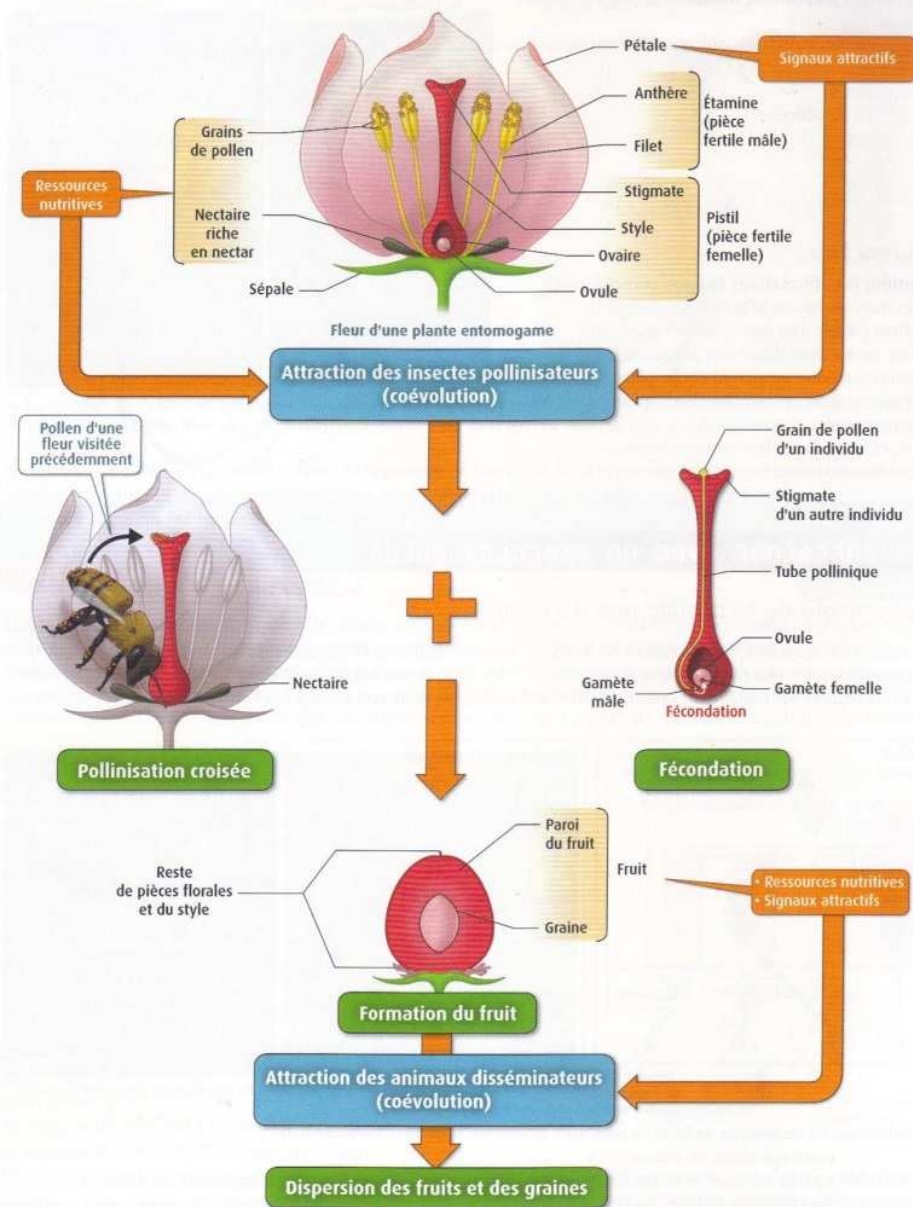 Pétale
Signaux attractifs
Anthère
Étamine
(pièce
fertile mâle)
Grains
de pollen
Filet
Ressources
nutritives
Stigmate
Nectaire
riche
en nectar
Style
Pistil
(pièce fertile
femelle)
Ovaire
Sépale
Ovule
Fleur d'une plante entomogame
Attraction des insectes pollinisateurs
(coévolution)
Pollen d'une
fleur visitée
précédemment
Nectaire
Pollinisation croisée
Grain de pollen
d'un individu
Stigmate
d'un autre individu
Tube pollinique
Ovule
Gamète
mâle
Gamète femelle
Fécondation
Fécondation
Reste
de pièces florales
et du style
Paroi
du fruit
Fruit
Graine
• Ressources nutritives
• Signaux attractifs
Formation du fruit
Attraction des animaux disséminateurs
(coévolution)
Dispersion des fruits et des graines